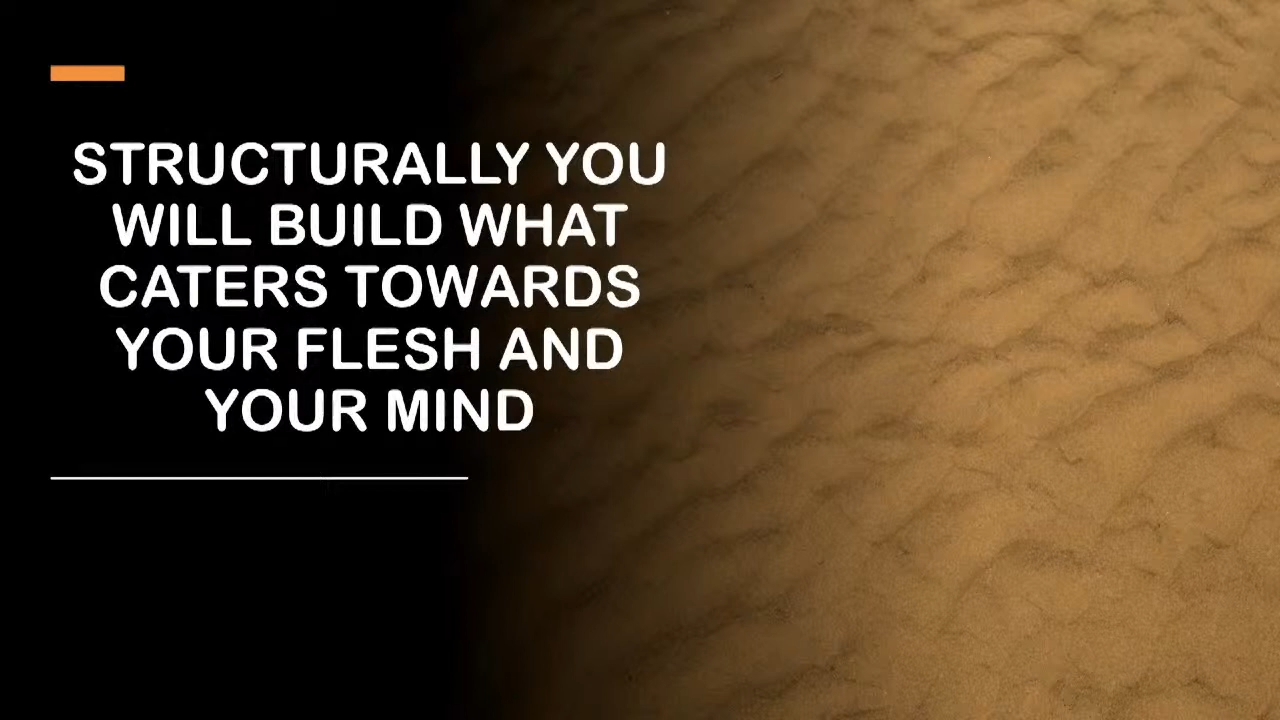 STRUCTURALLY YOU
WILL BUILD WHAT
CATERS TOWARDS
YOUR FLESH AND
YOUR MIND